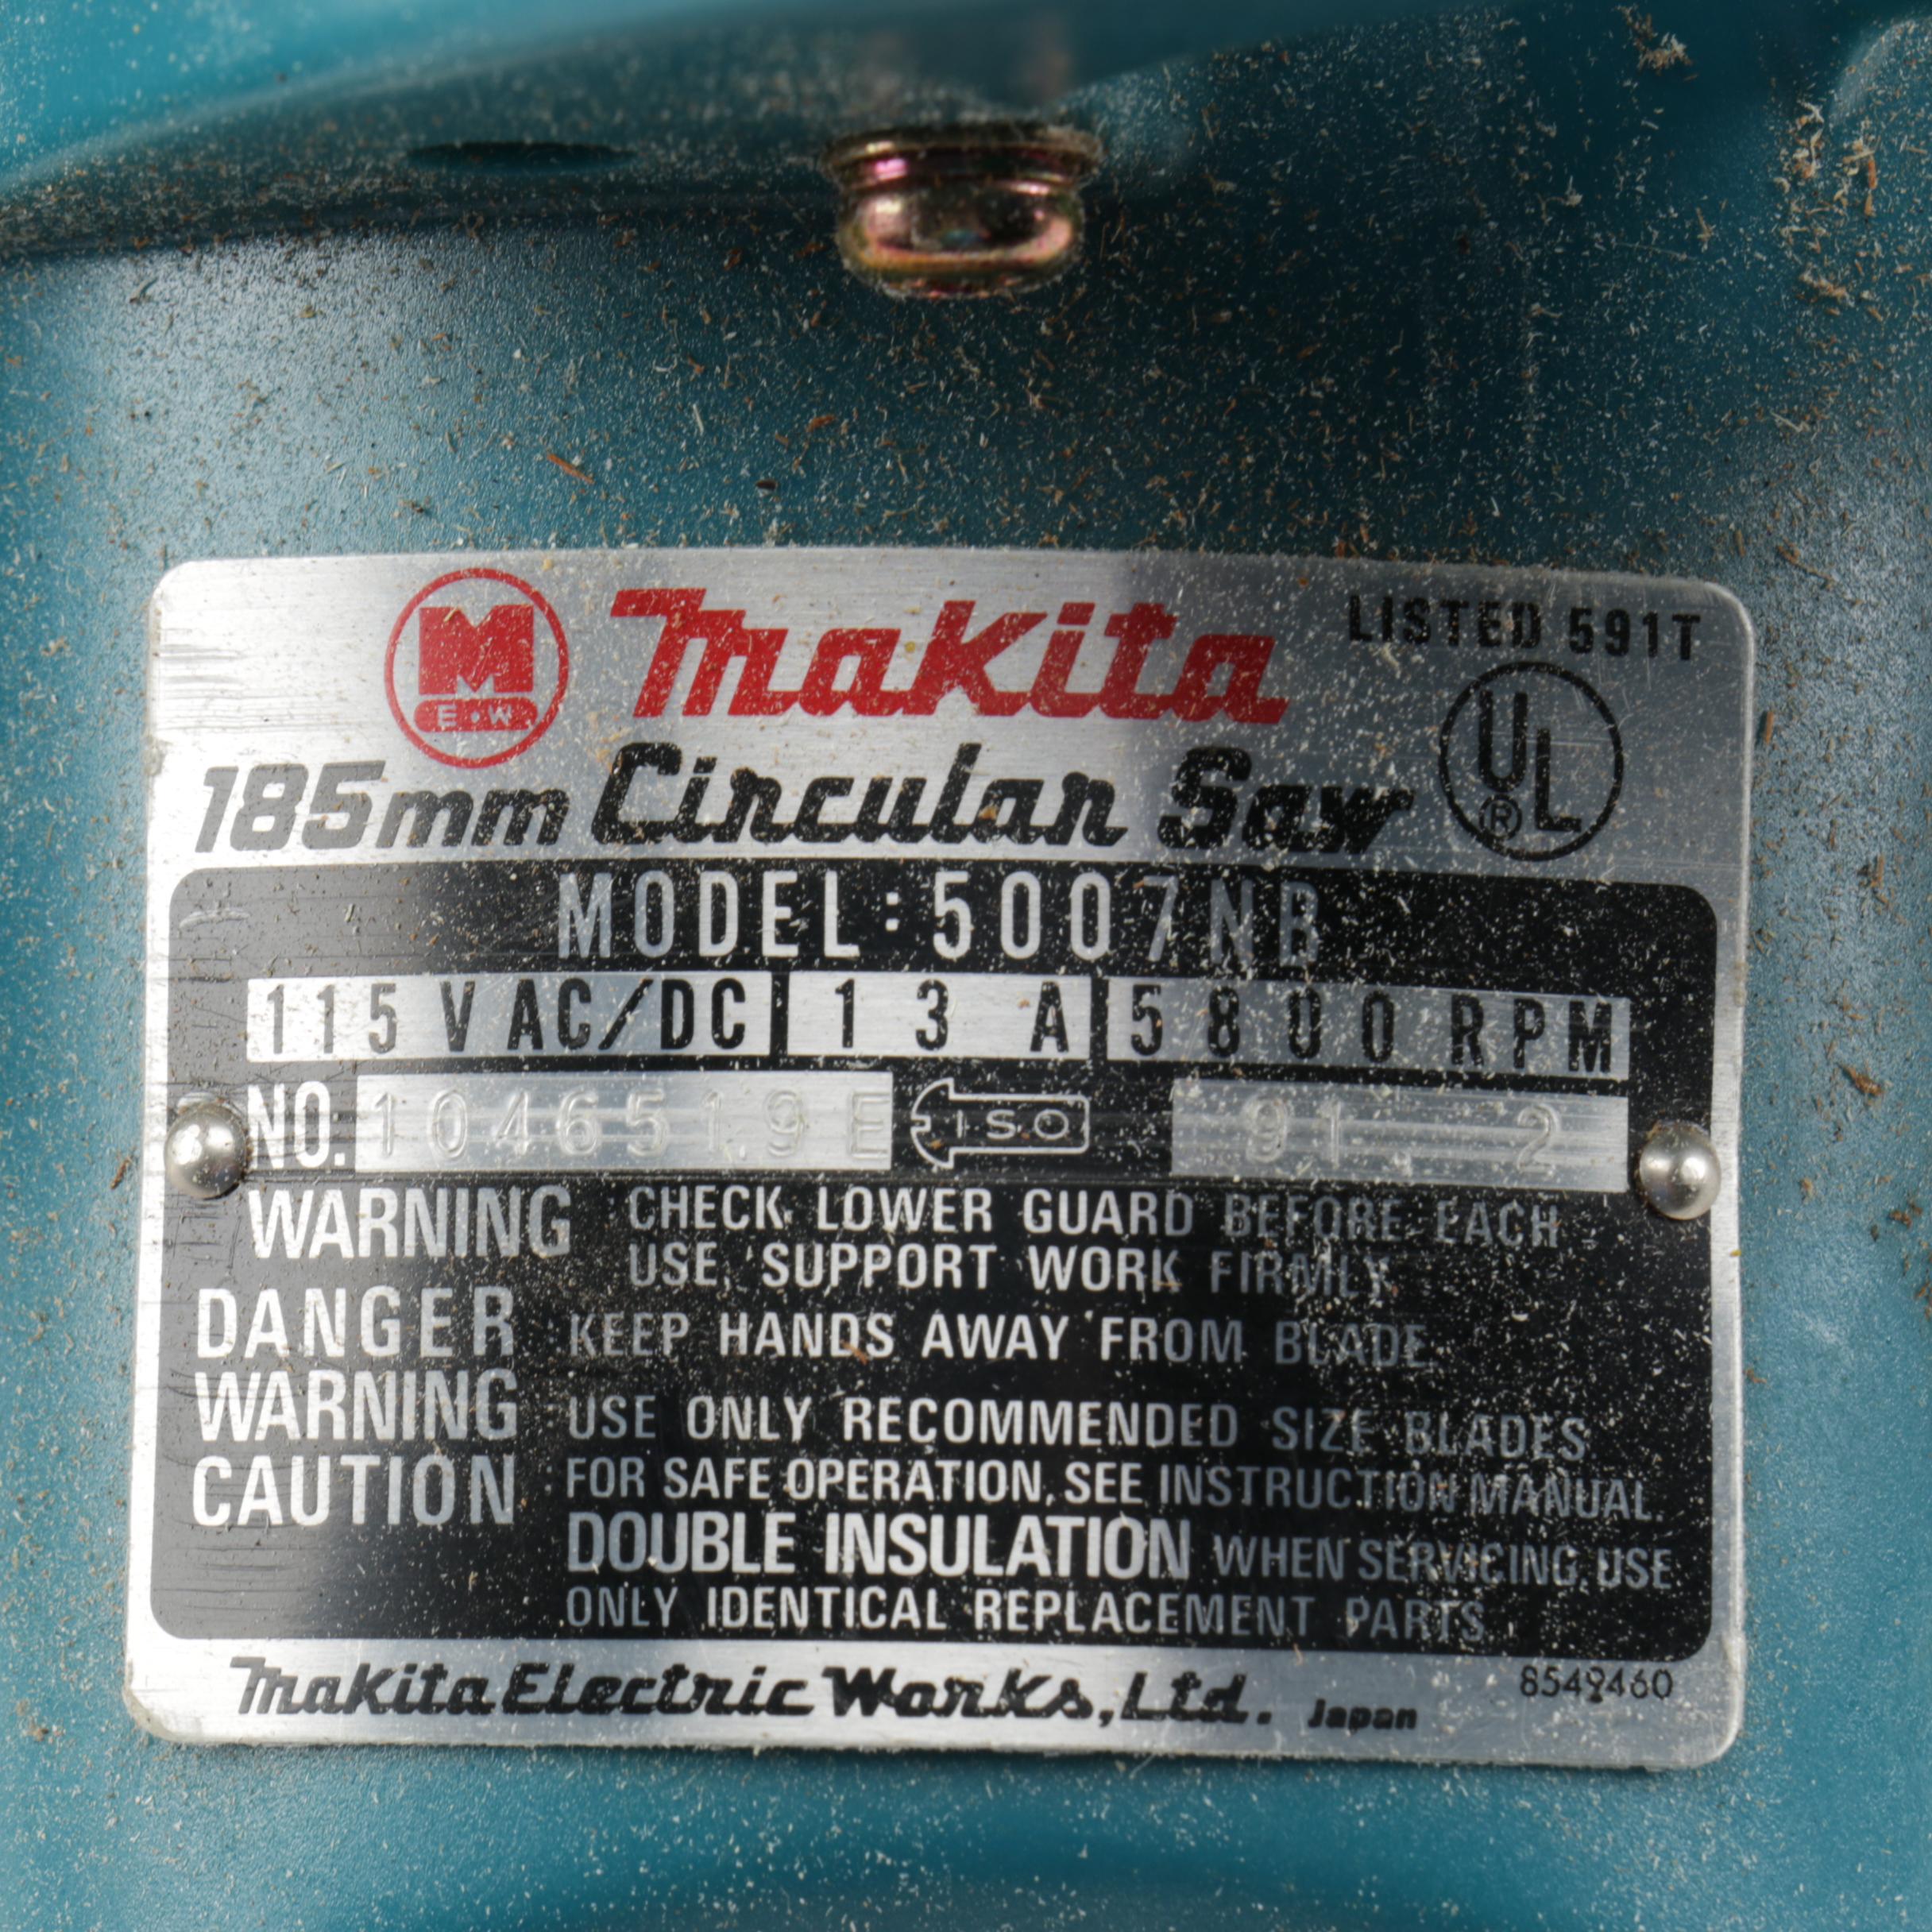 M
E·W
Makita
LISTED 591T
185mm Circular Saw
UL
®
MODEL: 5007NB
115 V AC/DC 13 A 5800 RPM
NO. 1046519E ISO 91 2
WARNING : CHECK LOWER GUARD BEFORE EACH
USE, SUPPORT WORK FIRMLY.
DANGER : KEEP HANDS AWAY FROM BLADE.
WARNING : USE ONLY RECOMMENDED SIZE BLADES.
CAUTION : FOR SAFE OPERATION, SEE INSTRUCTION MANUAL.
DOUBLE INSULATION WHEN SERVICING, USE
ONLY IDENTICAL REPLACEMENT PARTS.
Makita Electric Works, Ltd. Japan
8549460